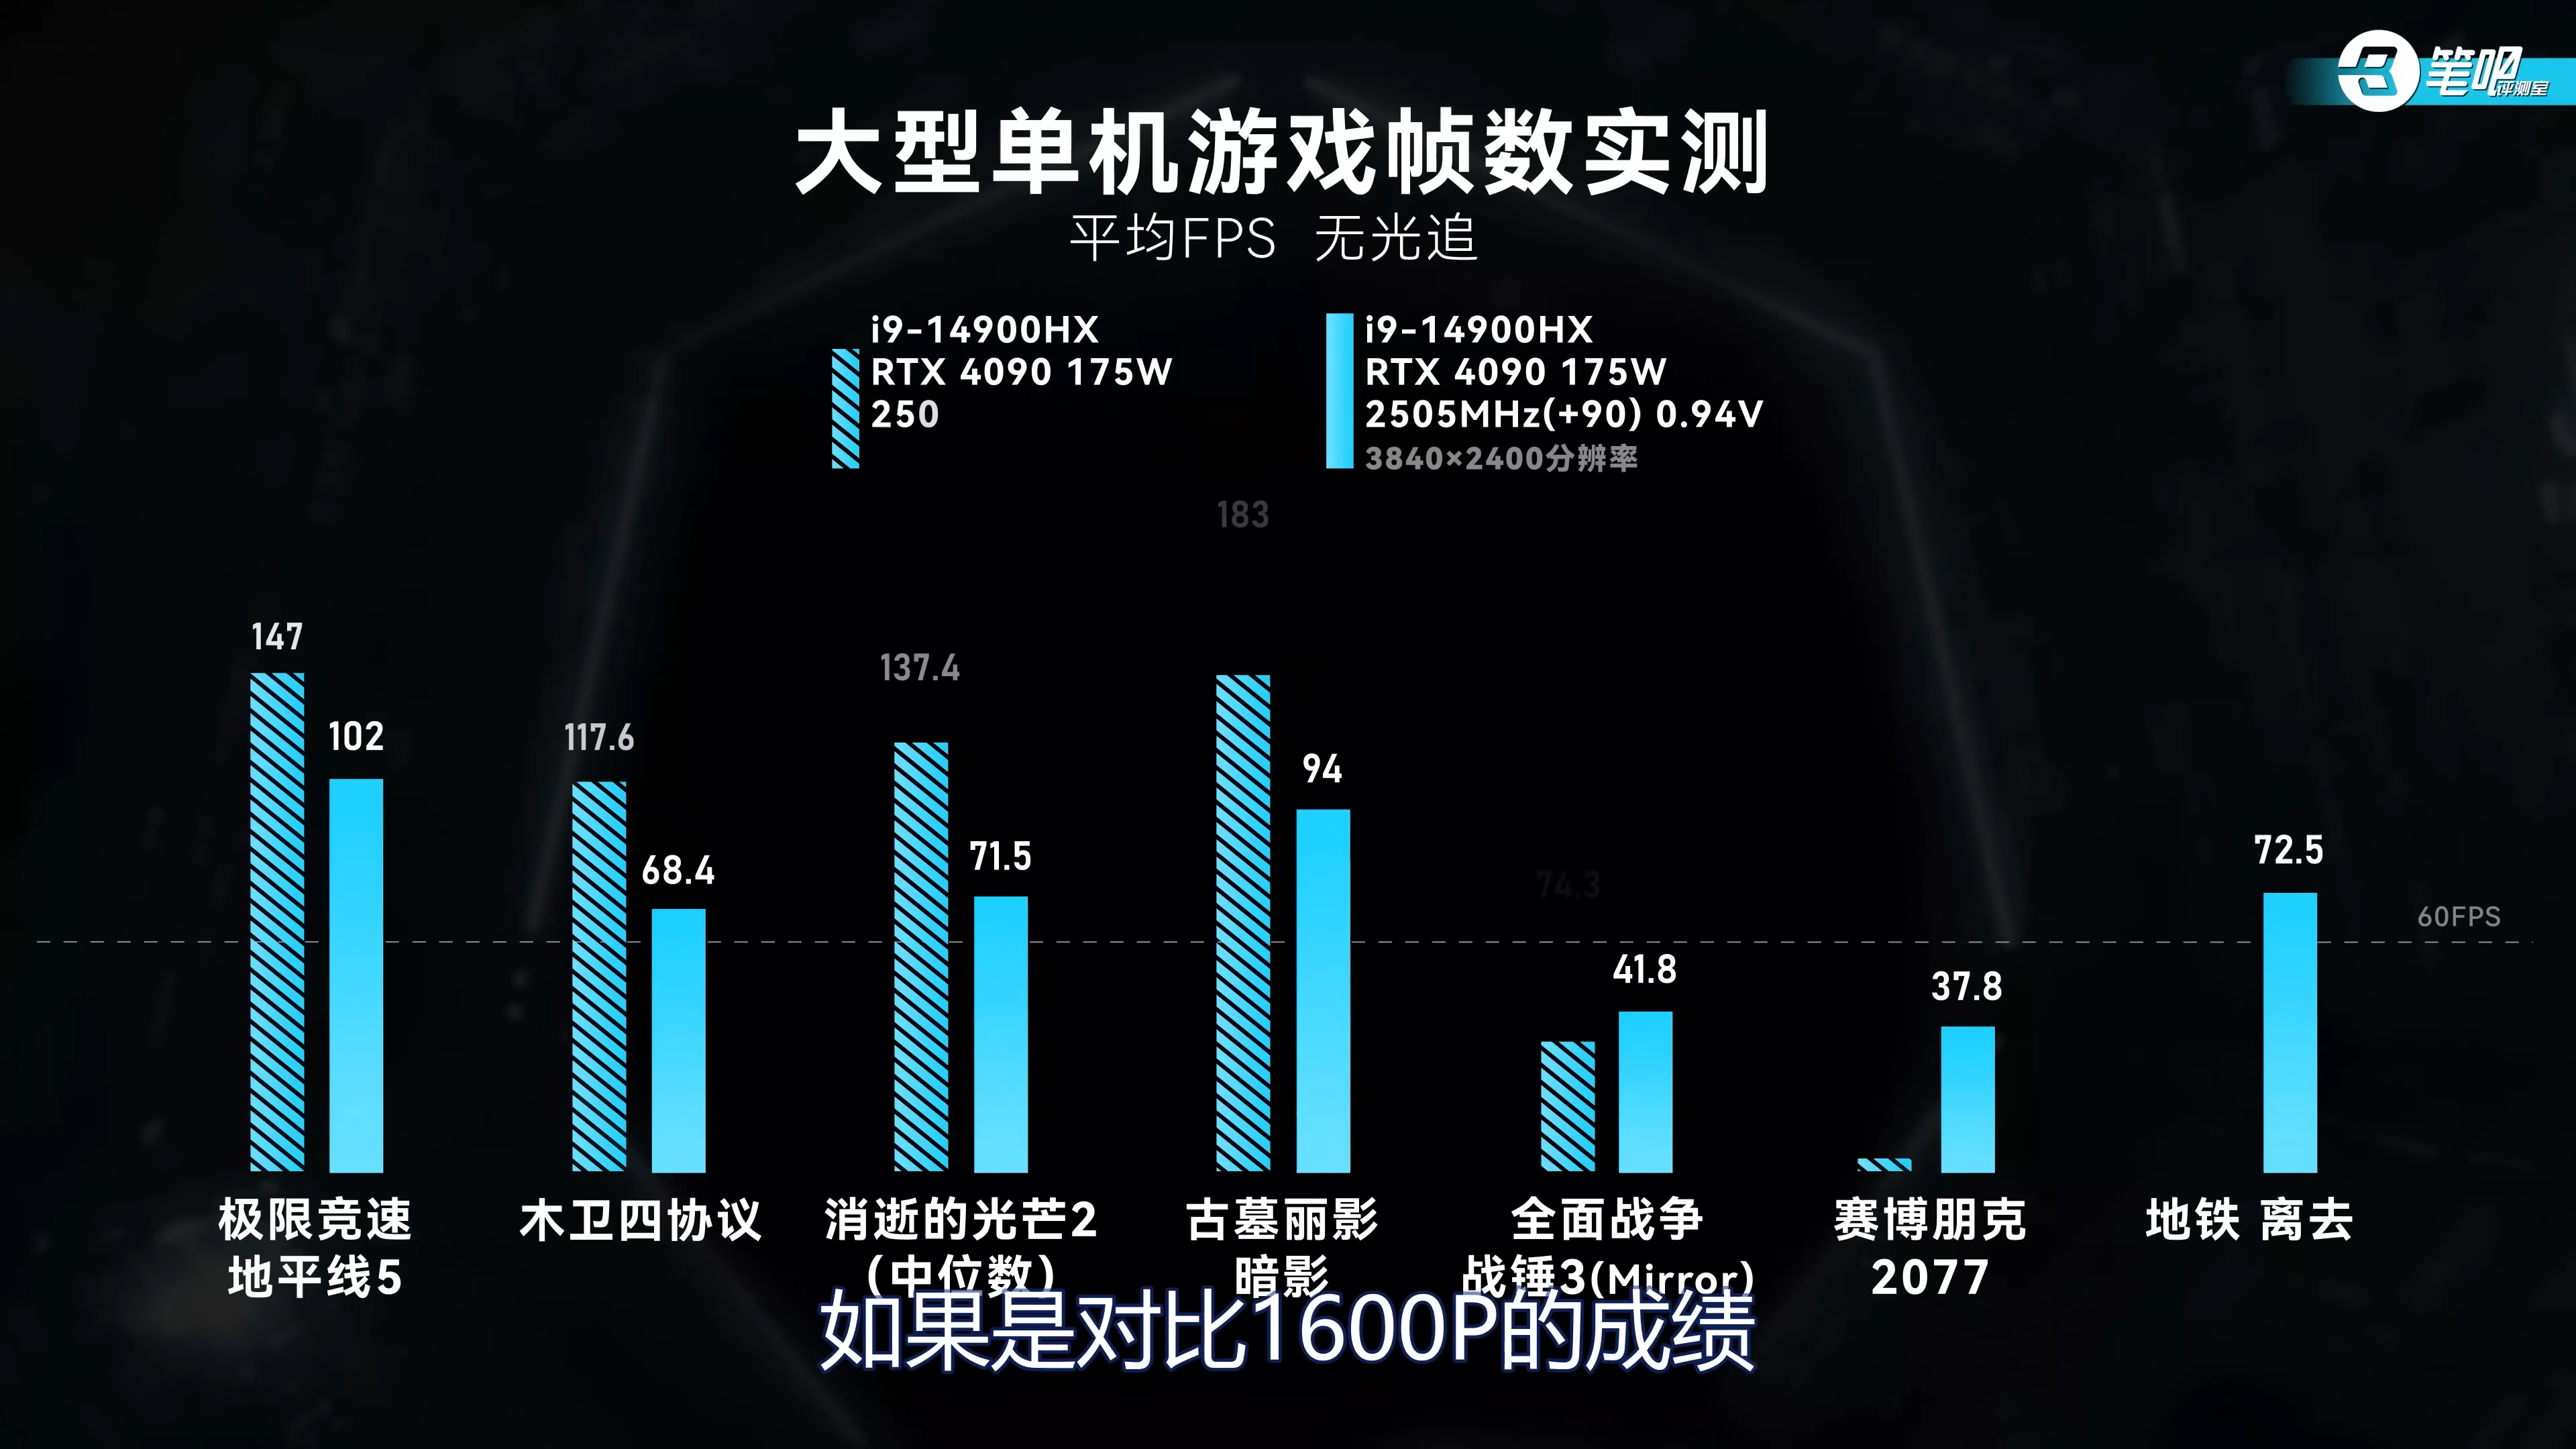 笔吧评测室
大型单机游戏帧数实测
平均FPS 无光追
i9-14900HX
RTX 4090 175W
250
i9-14900HX
RTX 4090 175W
2505MHz(+90) 0.94V
3840×2400分辨率
147
102
117.6
68.4
137.4
71.5
183
94
74.3
41.8
37.8
72.5
60FPS
极限竞速
地平线5
木卫四协议
消逝的光芒2
(中位数)
古墓丽影
暗影
全面战争
战锤3(Mirror)
赛博朋克
2077
地铁 离去
如果是对比1600P的成绩